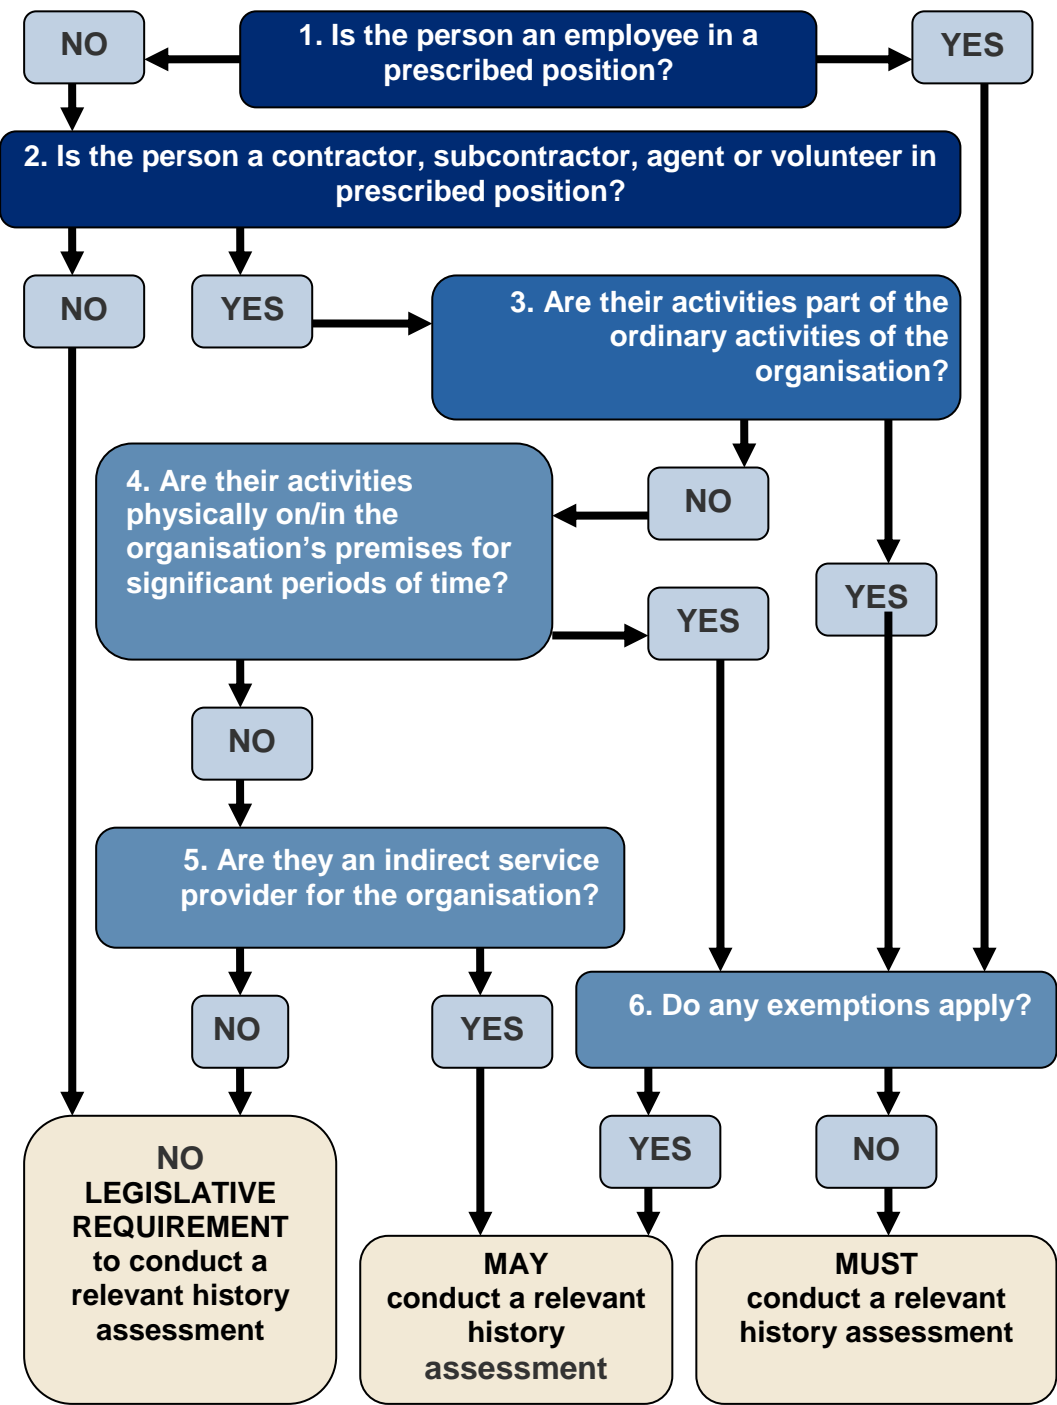 NO
1. Is the person an employee in a
prescribed position?
YES
2. Is the person a contractor, subcontractor, agent or volunteer in
prescribed position?
NO
YES
3. Are their activities part of the
ordinary activities of the
organisation?
4. Are their activities
physically on/in the
organisation’s premises for
significant periods of time?
NO
YES
YES
NO
5. Are they an indirect service
provider for the organisation?
6. Do any exemptions apply?
NO
YES
YES
NO
NO
LEGISLATIVE
REQUIREMENT
to conduct a
relevant history
assessment
MAY
conduct a relevant
history
assessment
MUST
conduct a relevant
history assessment